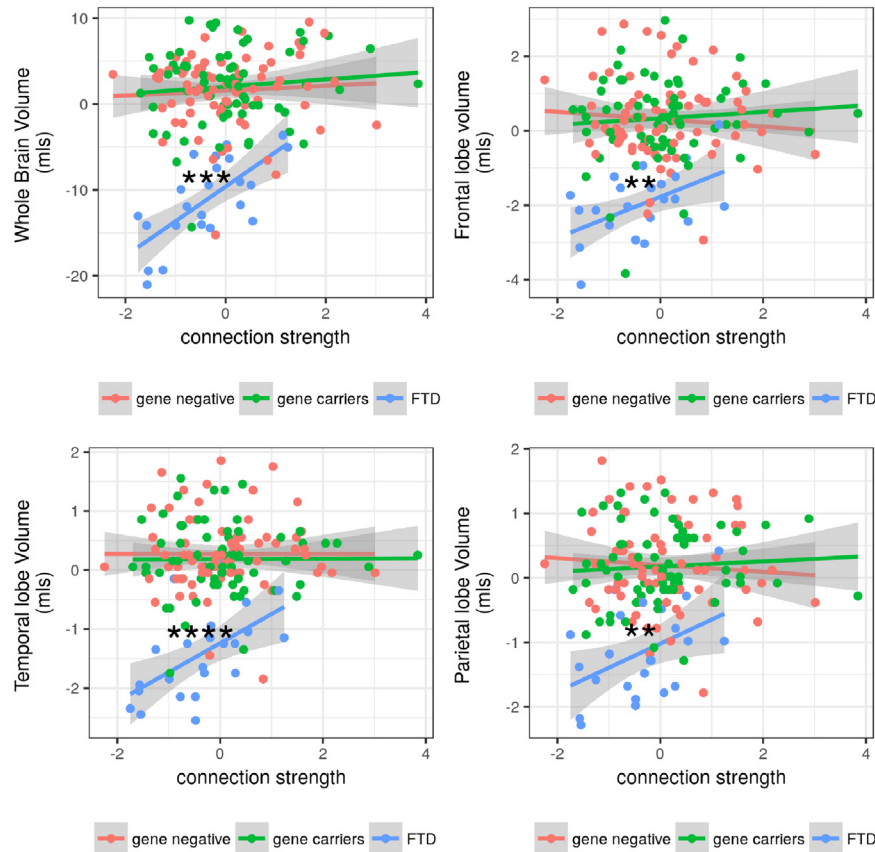 Whole Brain Volume
(mls)
10
0
-10
-20
***
-2
0
2
4
connection strength
gene negative
gene carriers
FTD
Frontal lobe volume
(mls)
2
0
-2
-4
**
-2
0
2
4
connection strength
gene negative
gene carriers
FTD
Temporal lobe Volume
(mls)
2
1
0
-1
-2
****
-2
0
2
4
connection strength
gene negative
gene carriers
FTD
Parietal lobe Volume
(mls)
2
1
0
-1
-2
**
-2
0
2
4
connection strength
gene negative
gene carriers
FTD